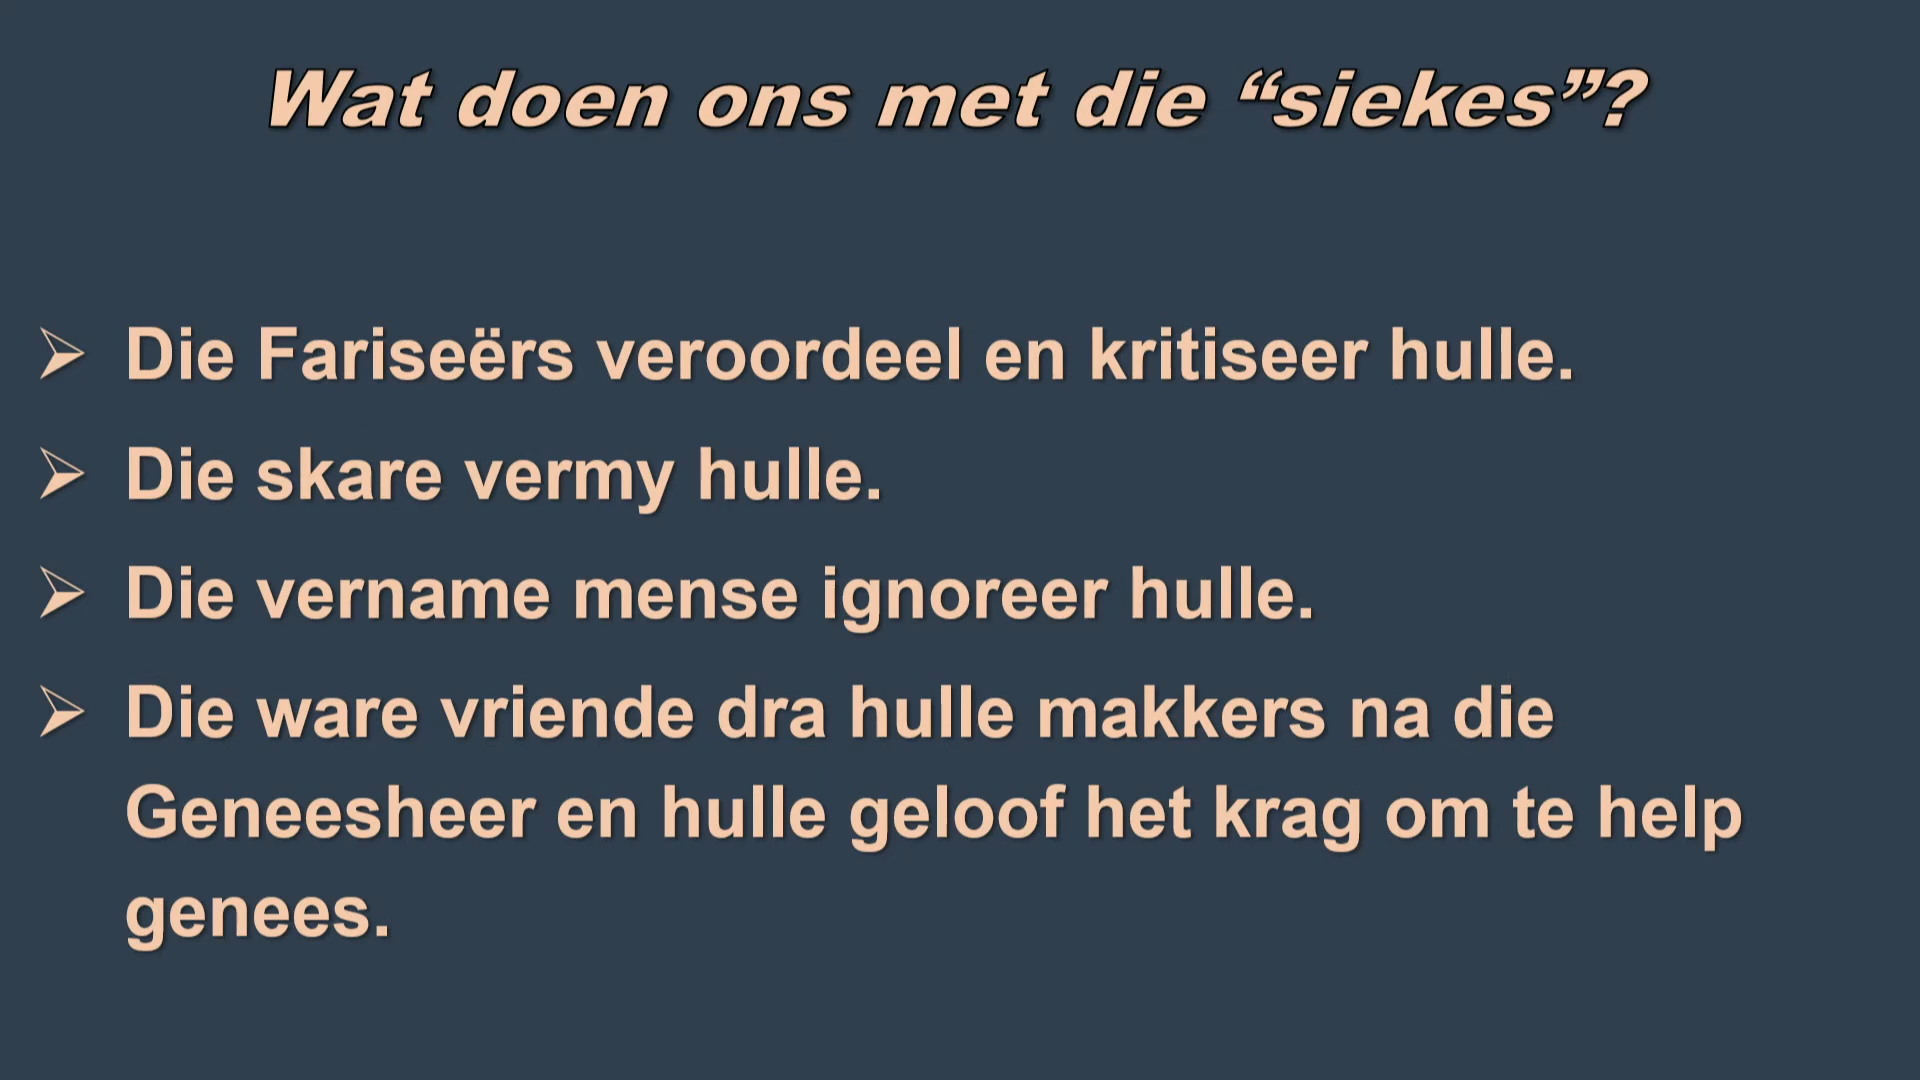 Wat doen ons met die “siekes”?
Die Fariseërs veroordeel en kritiseer hulle.
Die skare vermy hulle.
Die vername mense ignoreer hulle.
Die ware vriende dra hulle makkers na die
Geneesheer en hulle geloof het krag om te help
genees.